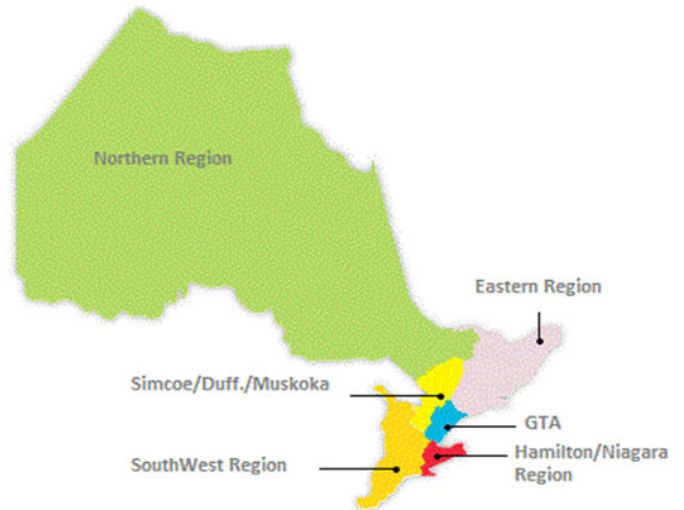 Northern Region
Eastern Region
Simcoe/Duff./Muskoka
GTA
Hamilton/Niagara
Region
SouthWest Region